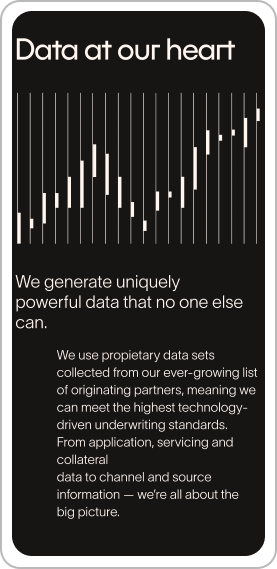 Data at our heart
We generate uniquely
powerful data that no one else
can.
We use propietary data sets
collected from our ever-growing list
of originating partners, meaning we
can meet the highest technology-
driven underwriting standards.
From application, servicing and
collateral
data to channel and source
information — we're all about the
big picture.